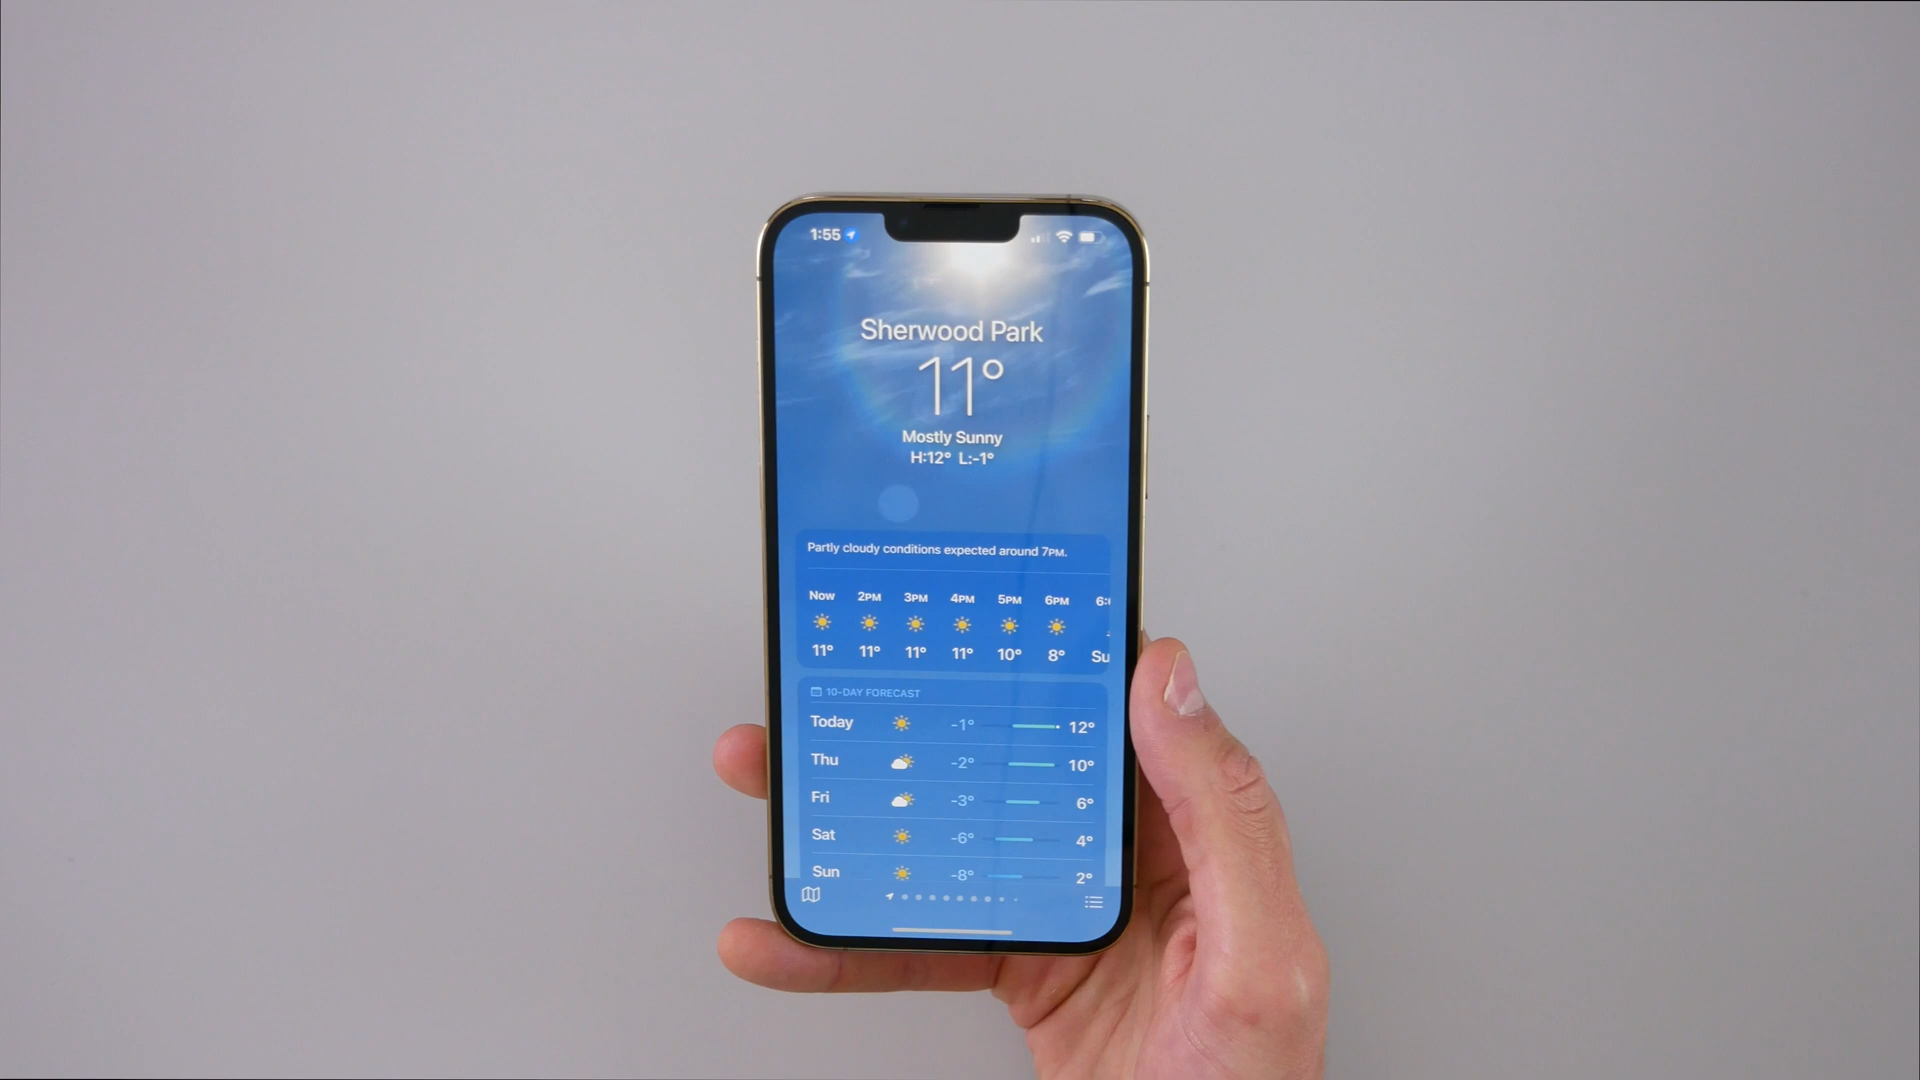 1:55
Sherwood Park
11°
Mostly Sunny
H:12° L:-1°
Partly cloudy conditions expected around 7PM.
Now 2PM 3PM 4PM 5PM 6PM
11° 11° 11° 11° 10° 8°
10-DAY FORECAST
Today -1° 12°
Thu -2° 10°
Fri -3° 6°
Sat -6° 4°
Sun -8° 2°